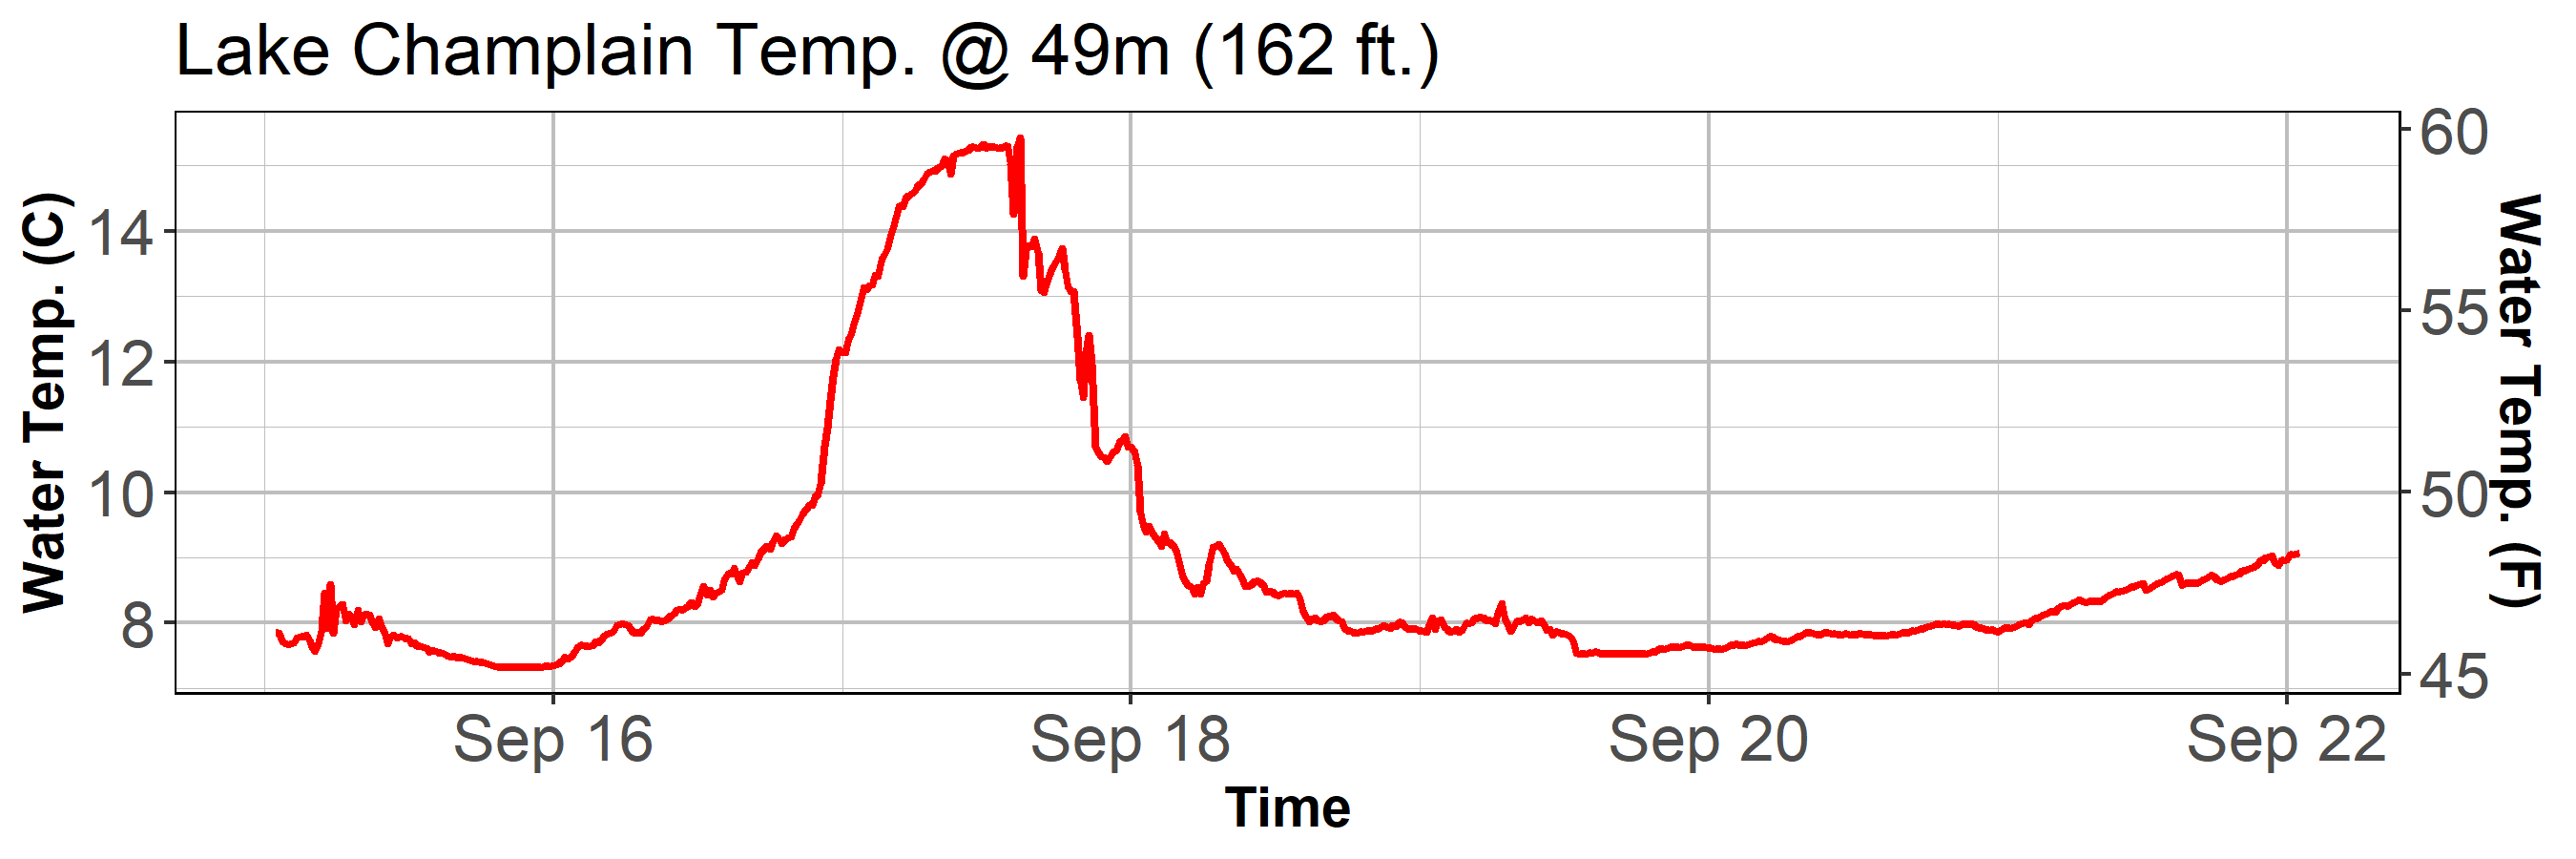 Lake Champlain Temp. @ 49m (162 ft.)
Water Temp. (C)
14
12
10
8
60
55
50
45
Water Temp. (F)
Sep 16 Sep 18 Sep 20 Sep 22
Time